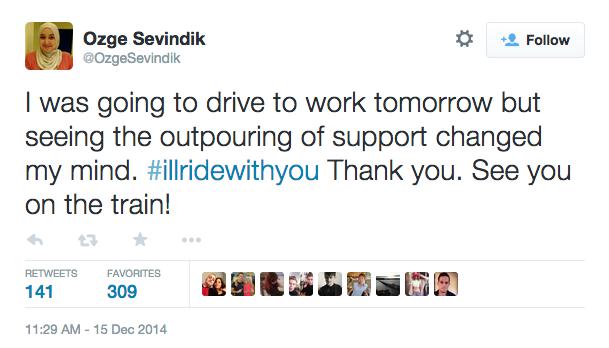 Ozge Sevindik
@OzgeSevindik
Follow
I was going to drive to work tomorrow but
seeing the outpouring of support changed
my mind. #illridewithyou Thank you. See you
on the train!
RETWEETS
141
FAVORITES
309
11:29 AM - 15 Dec 2014